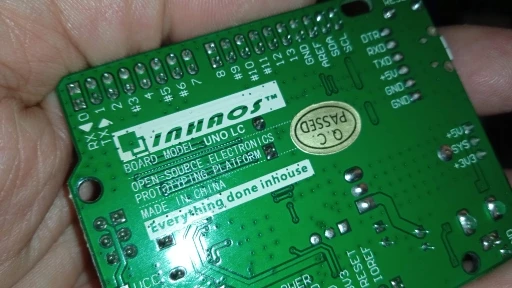 0
1
2
#3
4
#5
#6
7
8
#9
#10
#11
12
13
GND
AREF
SDA
SCL
RX
TX
DTR
RXD
TXD
+5V
GND
GND
INHAOS™
BOARD MODEL: UNO LC
OPEN-SOURCE ELECTRONICS
PROTOTYPING PLATFORM
MADE IN CHINA
Everything done inhouse
Q.C.
PASSED
+5V
SYS
+3V3
VCC
RESET
IOREF